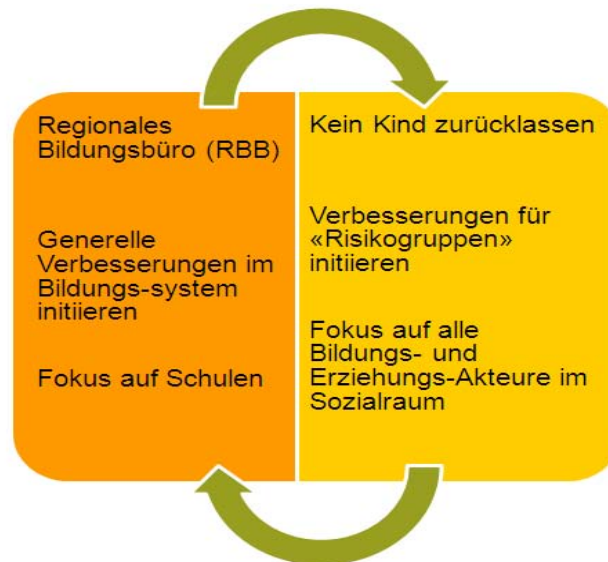 Regionales
Bildungsbüro (RBB)
Generelle
Verbesserungen im
Bildungs-system
initiieren
Fokus auf Schulen
Kein Kind zurücklassen
Verbesserungen für
«Risikogruppen»
initiieren
Fokus auf alle
Bildungs- und
Erziehungs-Akteure im
Sozialraum